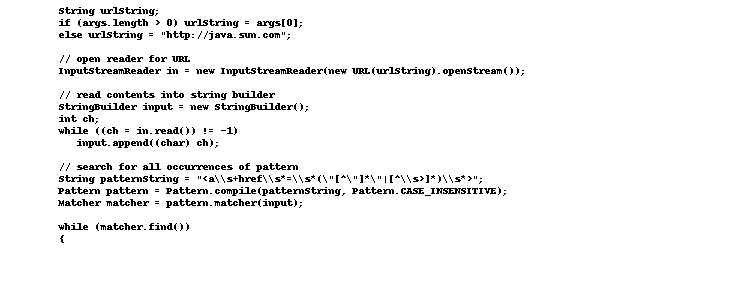 String urlString;
if (args.length > 0) urlString = args[0];
else urlString = "http://java.sun.com";
// open reader for URL
InputStreamReader in = new InputStreamReader(new URL(urlString).openStream());
// read contents into string builder
StringBuilder input = new StringBuilder();
int ch;
while ((ch = in.read()) != -1)
input.append((char) ch);
// search for all occurrences of pattern
String patternString = "<a\\s+href\\s*=\\s*(\"[^\"]*\"|[^\\s>]*)\\s*>";
Pattern pattern = Pattern.compile(patternString, Pattern.CASE_INSENSITIVE);
Matcher matcher = pattern.matcher(input);
while (matcher.find())
{